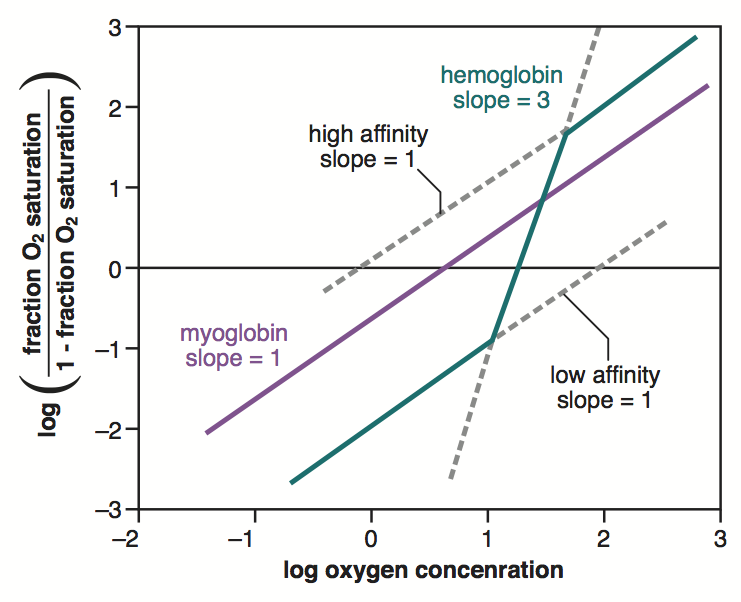 3
2
1
0
−1
−2
−3
log
fraction O2 saturation
1 - fraction O2 saturation
hemoglobin
slope = 3
high affinity
slope = 1
myoglobin
slope = 1
low affinity
slope = 1
−2
−1
0
1
2
3
log oxygen concenration